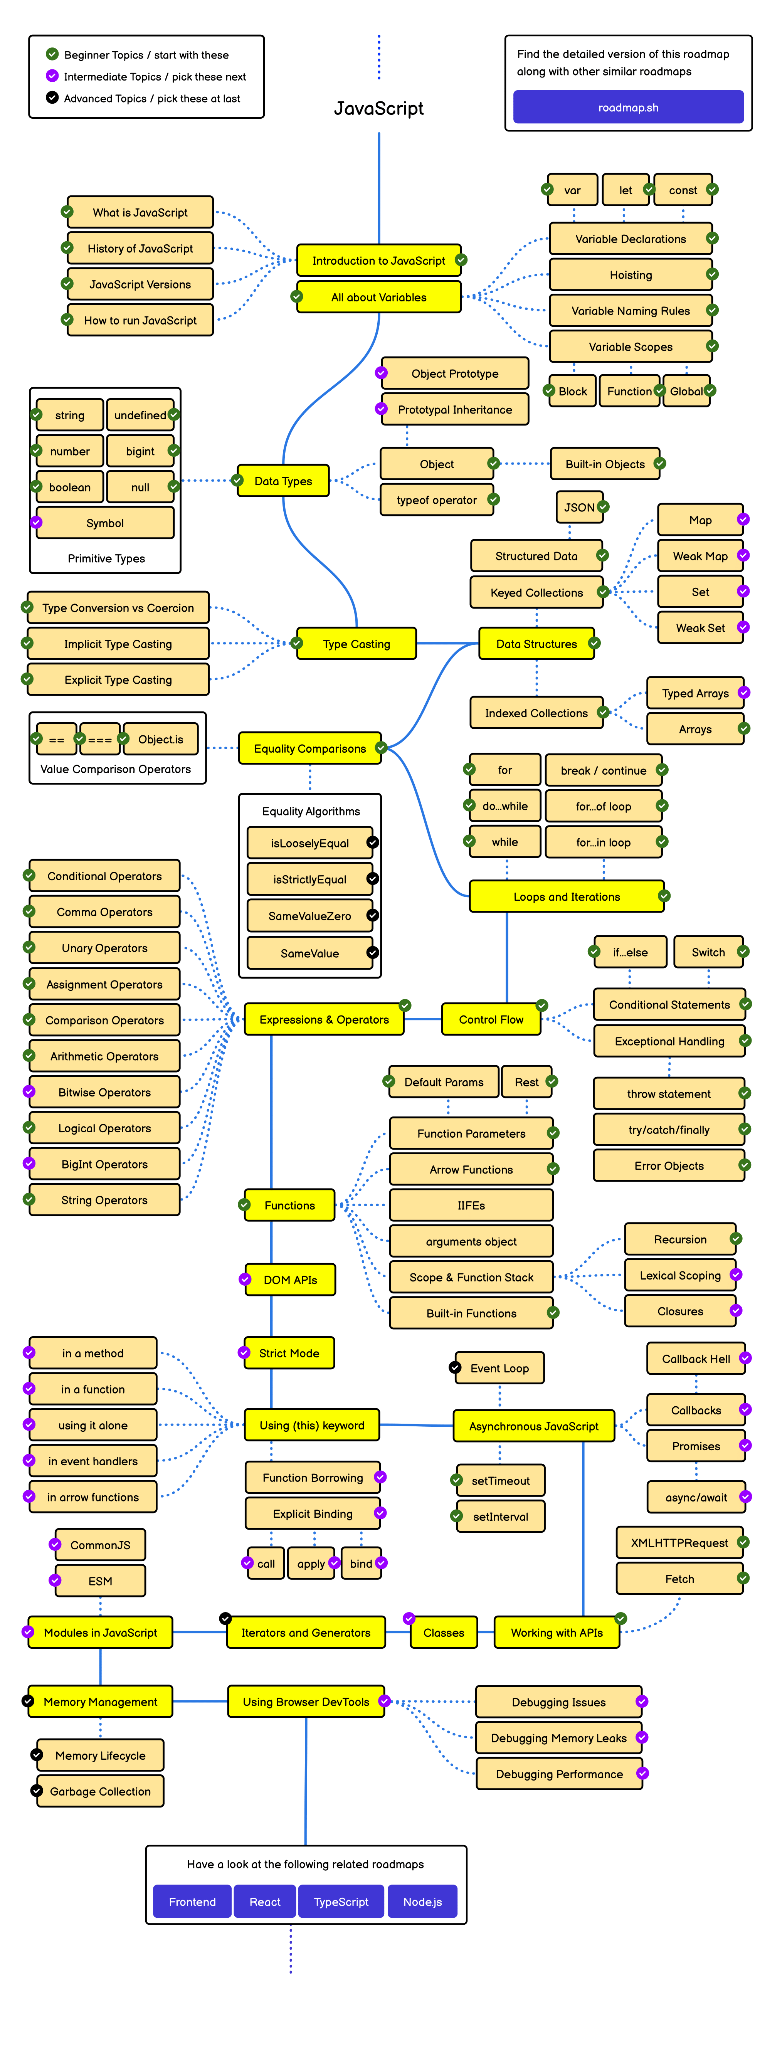 Beginner Topics / start with these
Intermediate Topics / pick these next
Advanced Topics / pick these at last
Find the detailed version of this roadmap
along with other similar roadmaps
roadmap.sh
JavaScript
What is JavaScript
History of JavaScript
JavaScript Versions
How to run JavaScript
Introduction to JavaScript
All about Variables
var
let
const
Variable Declarations
Hoisting
Variable Naming Rules
Variable Scopes
Block
Function
Global
Object Prototype
Prototypal Inheritance
string
undefined
number
bigint
boolean
null
Symbol
Primitive Types
Data Types
Object
typeof operator
Built-in Objects
JSON
Structured Data
Keyed Collections
Map
Weak Map
Set
Weak Set
Type Conversion vs Coercion
Implicit Type Casting
Explicit Type Casting
Type Casting
Data Structures
Indexed Collections
Typed Arrays
Arrays
==
===
Object.is
Value Comparison Operators
Equality Comparisons
Equality Algorithms
isLooselyEqual
isStrictlyEqual
SameValueZero
SameValue
for
break / continue
do...while
for...of loop
while
for...in loop
Loops and Iterations
Conditional Operators
Comma Operators
Unary Operators
Assignment Operators
Comparison Operators
Arithmetic Operators
Bitwise Operators
Logical Operators
BigInt Operators
String Operators
Expressions & Operators
Control Flow
if...else
Switch
Conditional Statements
Exceptional Handling
throw statement
try/catch/finally
Error Objects
Default Params
Rest
Function Parameters
Arrow Functions
IIFEs
arguments object
Scope & Function Stack
Built-in Functions
Functions
Recursion
Lexical Scoping
Closures
DOM APIs
Strict Mode
in a method
in a function
using it alone
in event handlers
in arrow functions
Using (this) keyword
Function Borrowing
Explicit Binding
call
apply
bind
Event Loop
Asynchronous JavaScript
setTimeout
setInterval
Callback Hell
Callbacks
Promises
async/await
XMLHTTPRequest
Fetch
CommonJS
ESM
Modules in JavaScript
Iterators and Generators
Classes
Working with APIs
Memory Management
Using Browser DevTools
Memory Lifecycle
Garbage Collection
Debugging Issues
Debugging Memory Leaks
Debugging Performance
Have a look at the following related roadmaps
Frontend
React
TypeScript
Node.js